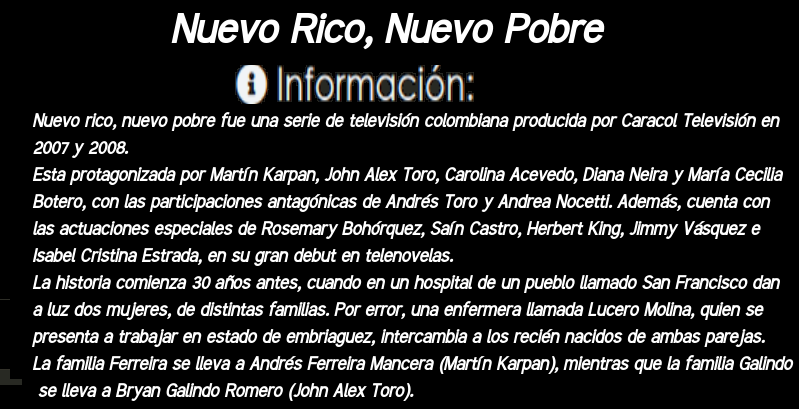 Nuevo Rico, Nuevo Pobre
Información:
Nuevo rico, nuevo pobre fue una serie de televisión colombiana producida por Caracol Televisión en
2007 y 2008.
Esta protagonizada por Martín Karpan, John Alex Toro, Carolina Acevedo, Diana Neira y María Cecilia
Botero, con las participaciones antagónicas de Andrés Toro y Andrea Nocetti. Además, cuenta con
las actuaciones especiales de Rosemary Bohórquez, Saín Castro, Herbert King, Jimmy Vásquez e
Isabel Cristina Estrada, en su gran debut en telenovelas.
La historia comienza 30 años antes, cuando en un hospital de un pueblo llamado San Francisco dan
a luz dos mujeres, de distintas familias. Por error, una enfermera llamada Lucero Molina, quien se
presenta a trabajar en estado de embriaguez, intercambia a los recién nacidos de ambas parejas.
La familia Ferreira se lleva a Andrés Ferreira Mancera (Martín Karpan), mientras que la familia Galindo
se lleva a Bryan Galindo Romero (John Alex Toro).